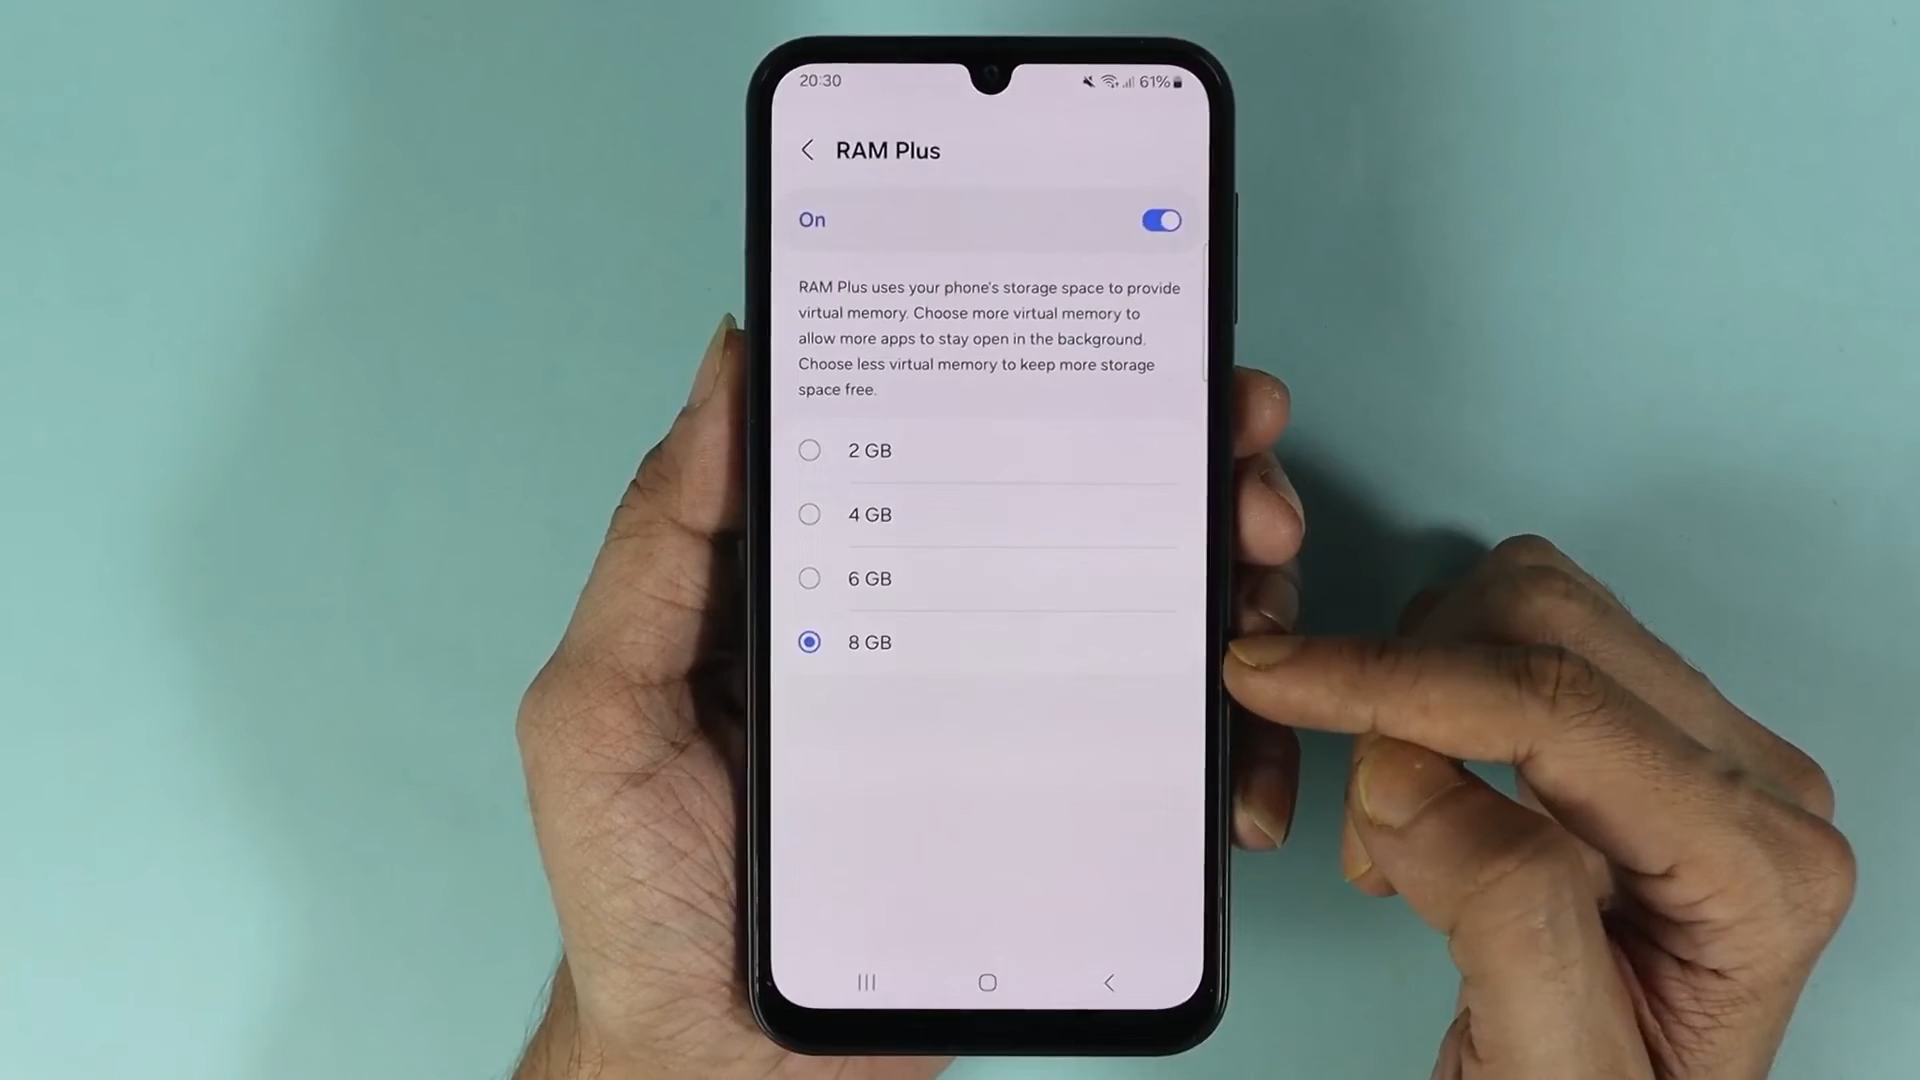 20:30 61%
RAM Plus
On
RAM Plus uses your phone's storage space to provide
virtual memory. Choose more virtual memory to
allow more apps to stay open in the background.
Choose less virtual memory to keep more storage
space free.
2 GB
4 GB
6 GB
8 GB